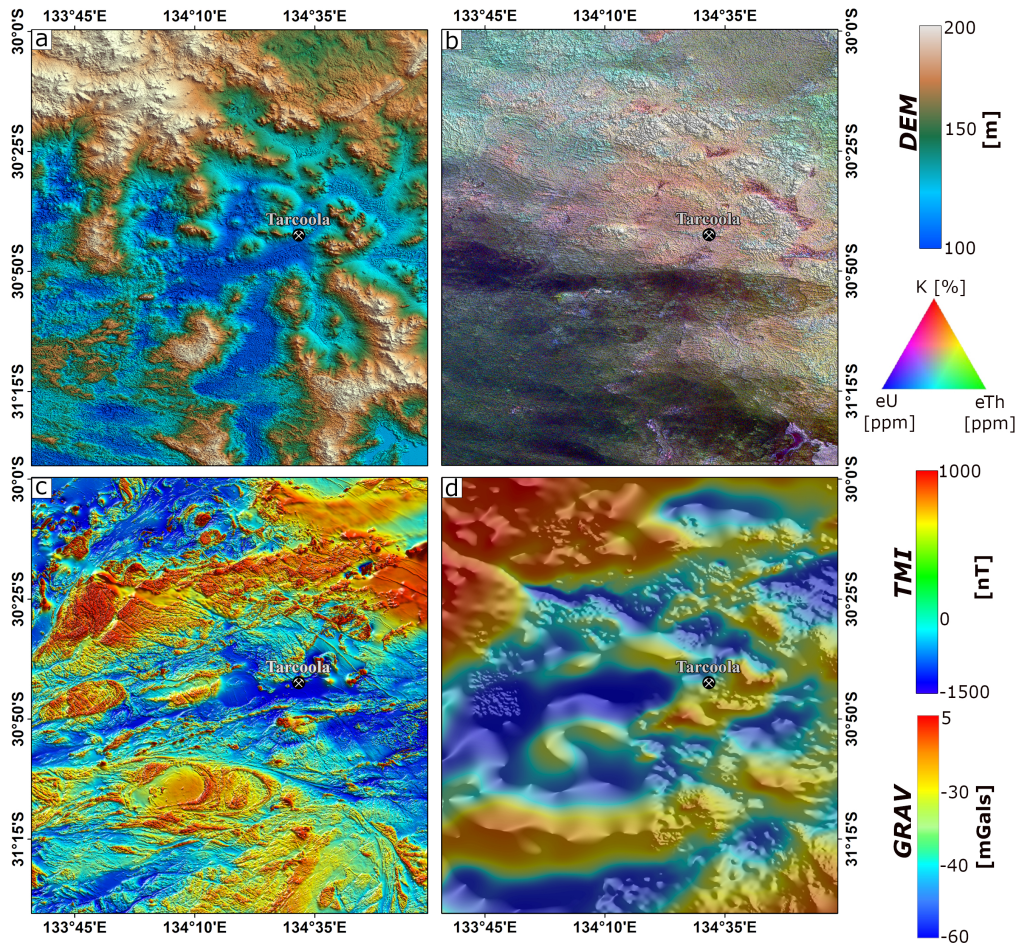 133°45'E 134°10'E 134°35'E 133°45'E 134°10'E 134°35'E
30°0'S
30°25'S
30°50'S
31°15'S
a
Tarcoola
b
Tarcoola
30°0'S
30°25'S
30°50'S
31°15'S
200
150
100
DEM
[m]
K [%]
eU
[ppm]
eTh
[ppm]
30°0'S
30°25'S
30°50'S
31°15'S
c
Tarcoola
d
Tarcoola
30°0'S
30°25'S
30°50'S
31°15'S
1000
0
-1500
TMI
[nT]
5
-30
-40
-60
GRAV
[mGals]
133°45'E 134°10'E 134°35'E 133°45'E 134°10'E 134°35'E